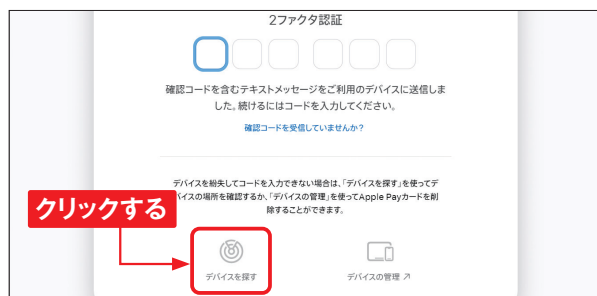 2ファクタ認証
確認コードを含むテキストメッセージをご利用のデバイスに送信しま
した。続けるにはコードを入力してください。
確認コードを受信していませんか？
デバイスを紛失してコードを入力できない場合は、「デバイスを探す」を使ってデ
バイスの場所を確認するか、「デバイスの管理」を使ってApple Payカードを削
除することができます。
クリックする
デバイスを探す
デバイスの管理 ↗